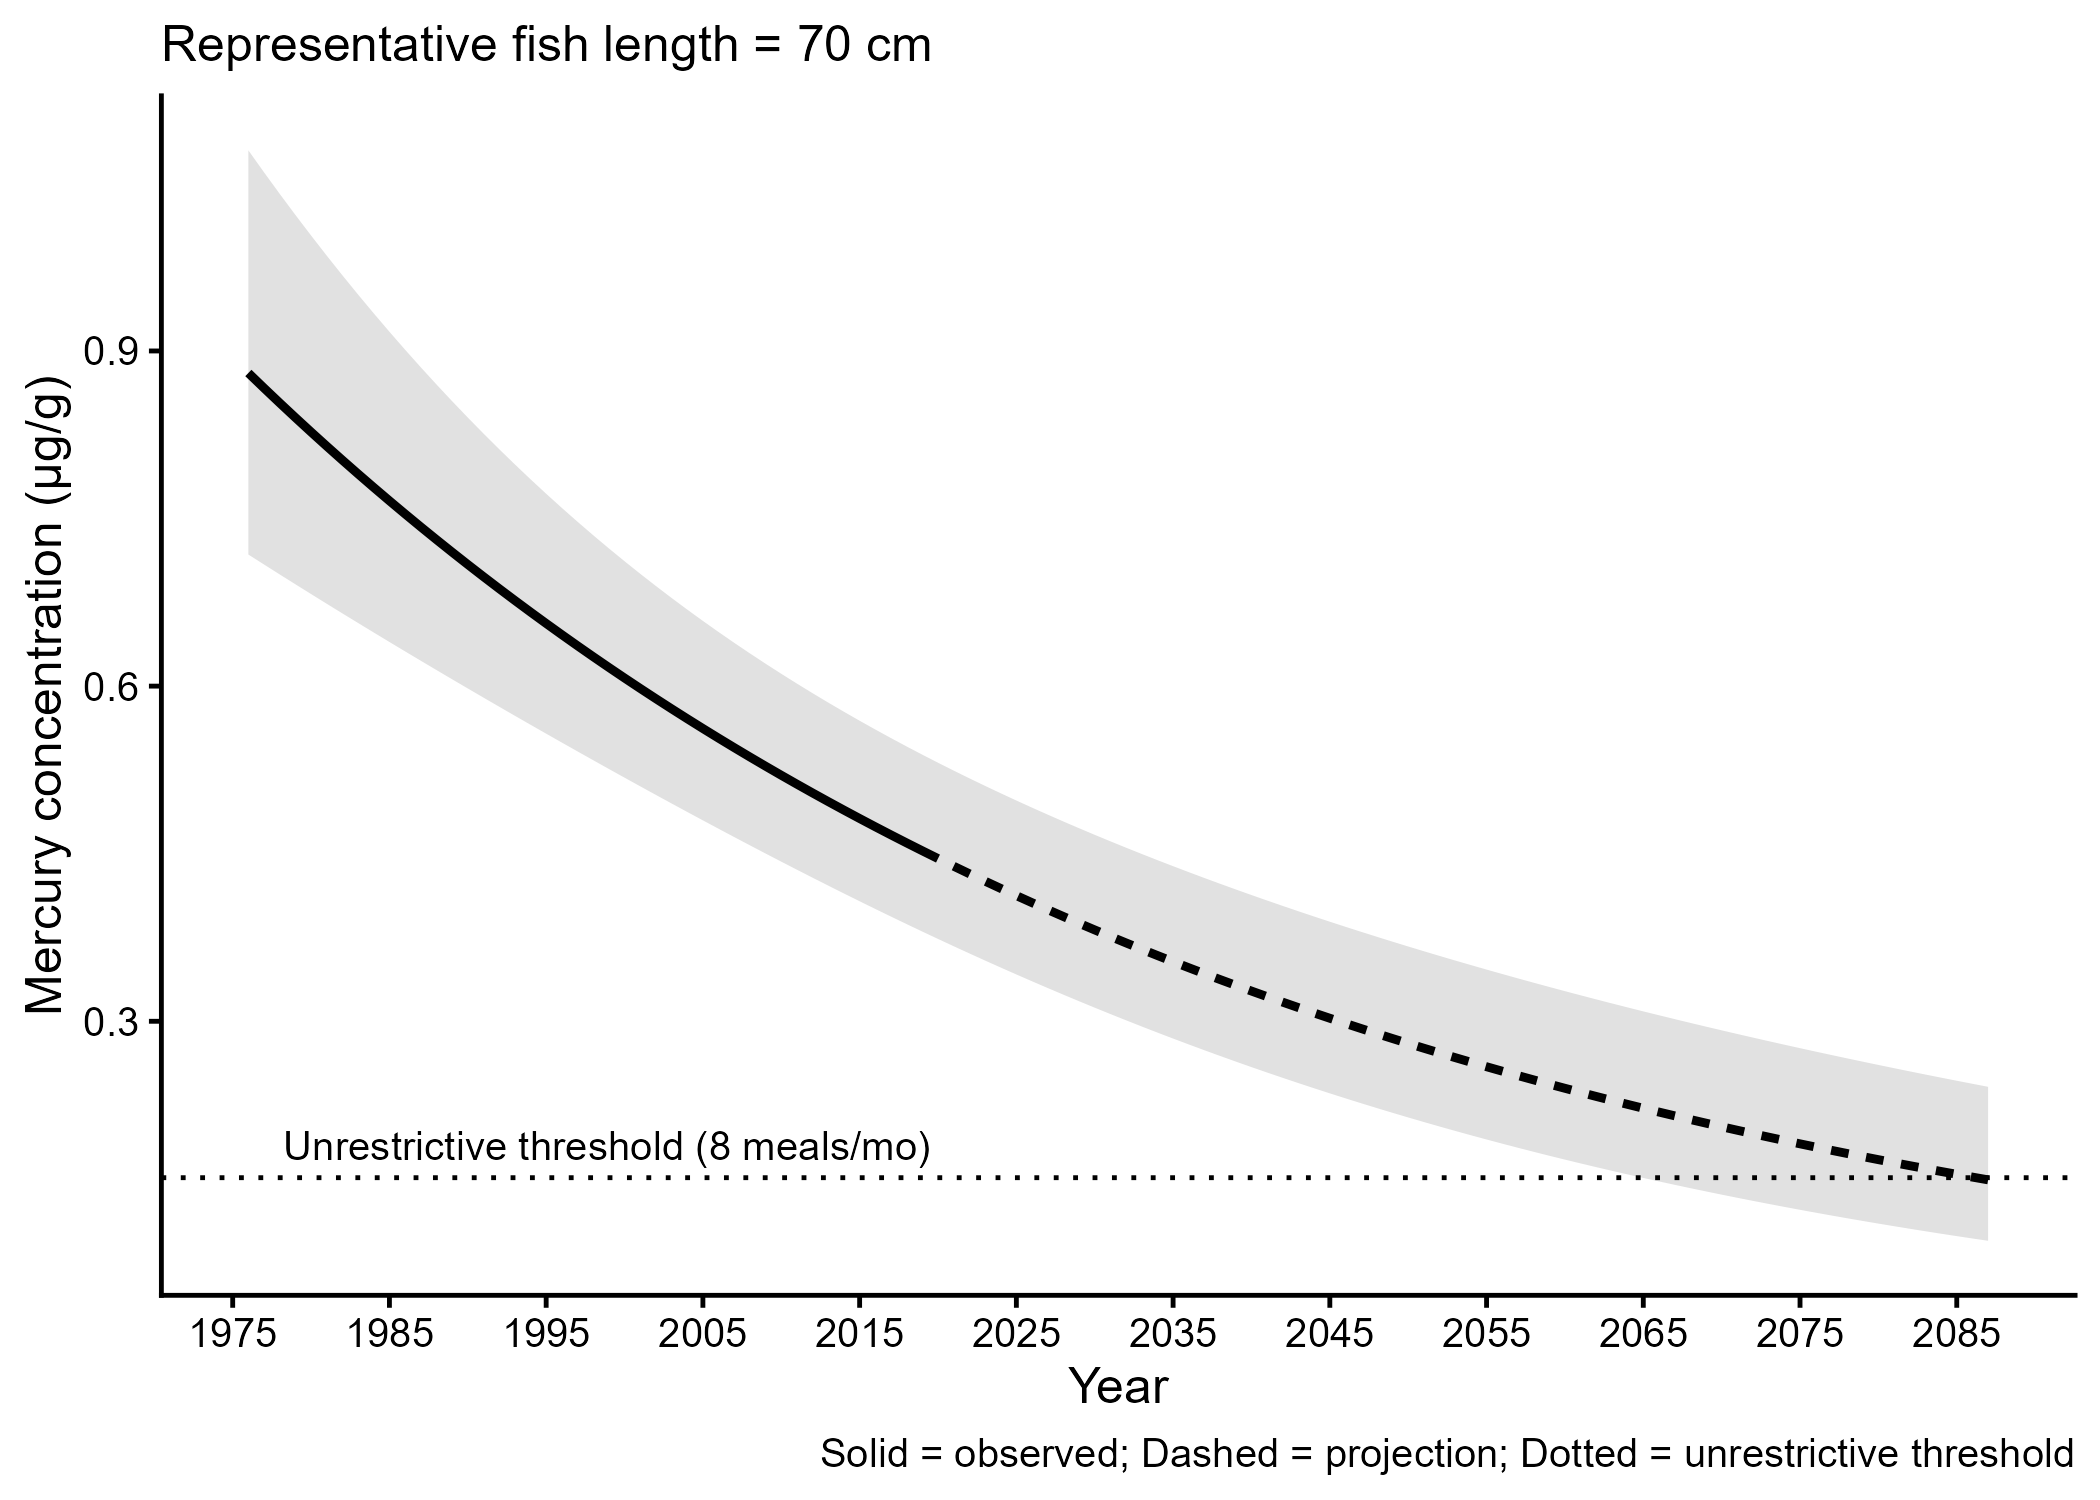 Representative fish length = 70 cm
Mercury concentration (µg/g)
0.9
0.6
0.3
Unrestrictive threshold (8 meals/mo)
1975 1985 1995 2005 2015 2025 2035 2045 2055 2065 2075 2085
Year
Solid = observed; Dashed = projection; Dotted = unrestrictive threshold